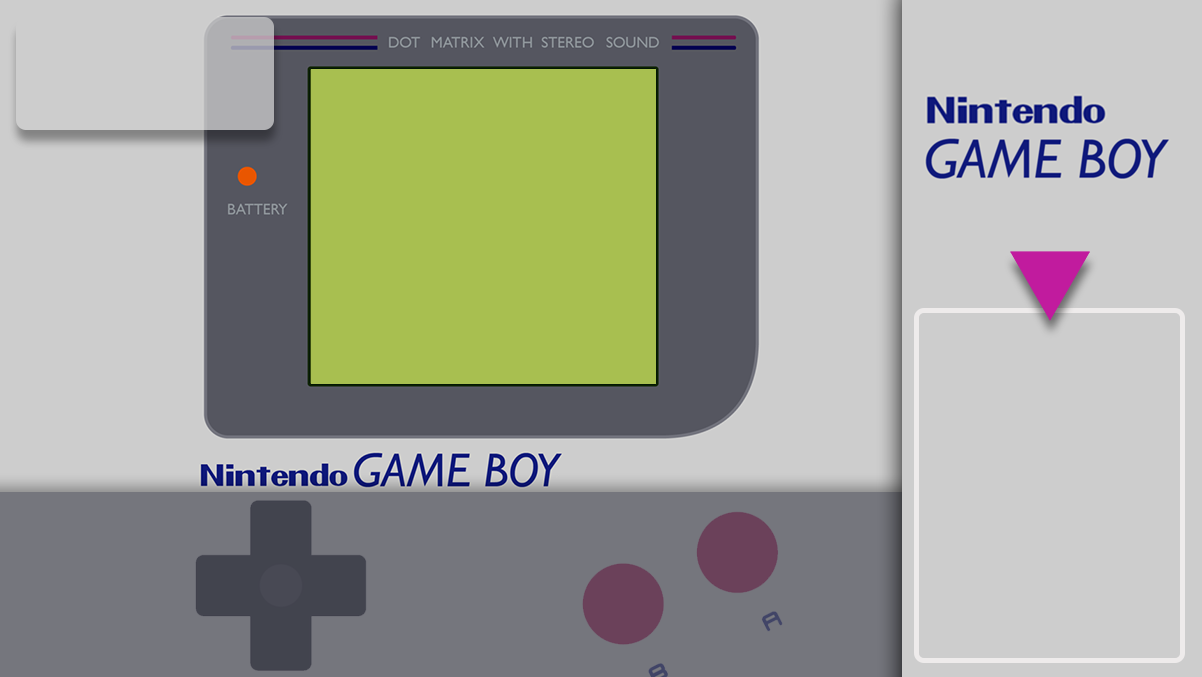 DOT MATRIX WITH STEREO SOUND
BATTERY
Nintendo GAME BOY
A
B
Nintendo
GAME BOY